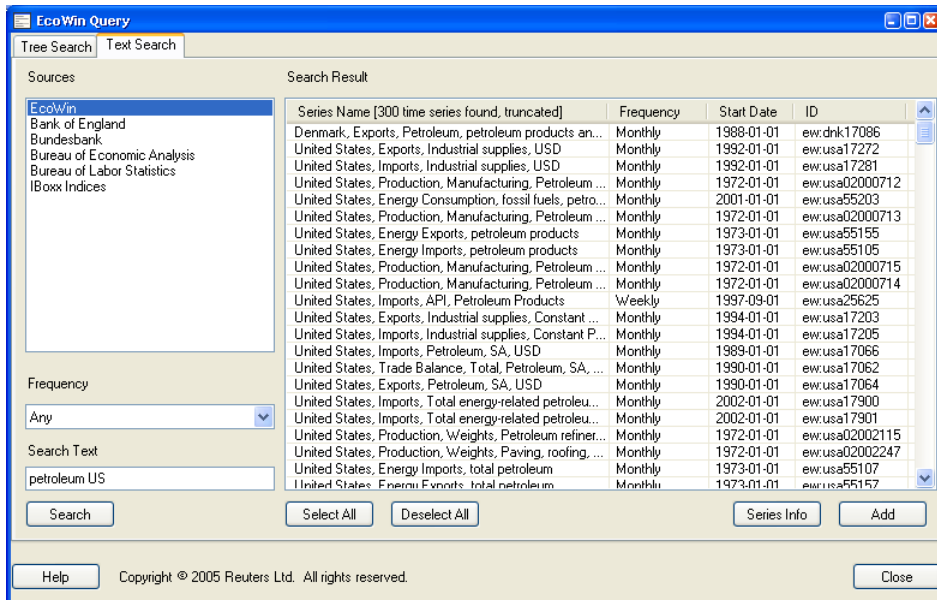 EcoWin Query
Tree Search Text Search
Sources
EcoWin
Bank of England
Bundesbank
Bureau of Economic Analysis
Bureau of Labor Statistics
IBoxx Indices
Frequency
Any
Search Text
petroleum US
Search
Search Result
Series Name [300 time series found, truncated] Frequency Start Date ID
Denmark, Exports, Petroleum, petroleum products an... Monthly 1988-01-01 ew:dnk17086
United States, Exports, Industrial supplies, USD Monthly 1992-01-01 ew:usa17272
United States, Imports, Industrial supplies, USD Monthly 1992-01-01 ew:usa17281
United States, Production, Manufacturing, Petroleum ... Monthly 1972-01-01 ew:usa02000712
United States, Energy Consumption, fossil fuels, petro... Monthly 2001-01-01 ew:usa55203
United States, Production, Manufacturing, Petroleum ... Monthly 1972-01-01 ew:usa02000713
United States, Energy Exports, petroleum products Monthly 1973-01-01 ew:usa55155
United States, Energy Imports, petroleum products Monthly 1973-01-01 ew:usa55105
United States, Production, Manufacturing, Petroleum ... Monthly 1972-01-01 ew:usa02000715
United States, Production, Manufacturing, Petroleum ... Monthly 1972-01-01 ew:usa02000714
United States, Imports, API, Petroleum Products Weekly 1997-09-01 ew:usa25625
United States, Exports, Industrial supplies, Constant ... Monthly 1994-01-01 ew:usa17203
United States, Imports, Industrial supplies, Constant P... Monthly 1994-01-01 ew:usa17205
United States, Imports, Petroleum, SA, USD Monthly 1989-01-01 ew:usa17066
United States, Trade Balance, Total, Petroleum, SA, ... Monthly 1990-01-01 ew:usa17062
United States, Exports, Petroleum, SA, USD Monthly 1990-01-01 ew:usa17064
United States, Imports, Total energy-related petroleu... Monthly 2002-01-01 ew:usa17900
United States, Imports, Total energy-related petroleu... Monthly 2002-01-01 ew:usa17901
United States, Production, Weights, Petroleum refiner... Monthly 1972-01-01 ew:usa02002115
United States, Production, Weights, Paving, roofing, ... Monthly 1972-01-01 ew:usa02002247
United States, Energy Imports, total petroleum Monthly 1973-01-01 ew:usa55107
United States, Energy Exports, total petroleum Monthly 1973-01-01 ew:usa55157
Select All Deselect All Series Info Add
Help Copyright © 2005 Reuters Ltd. All rights reserved. Close